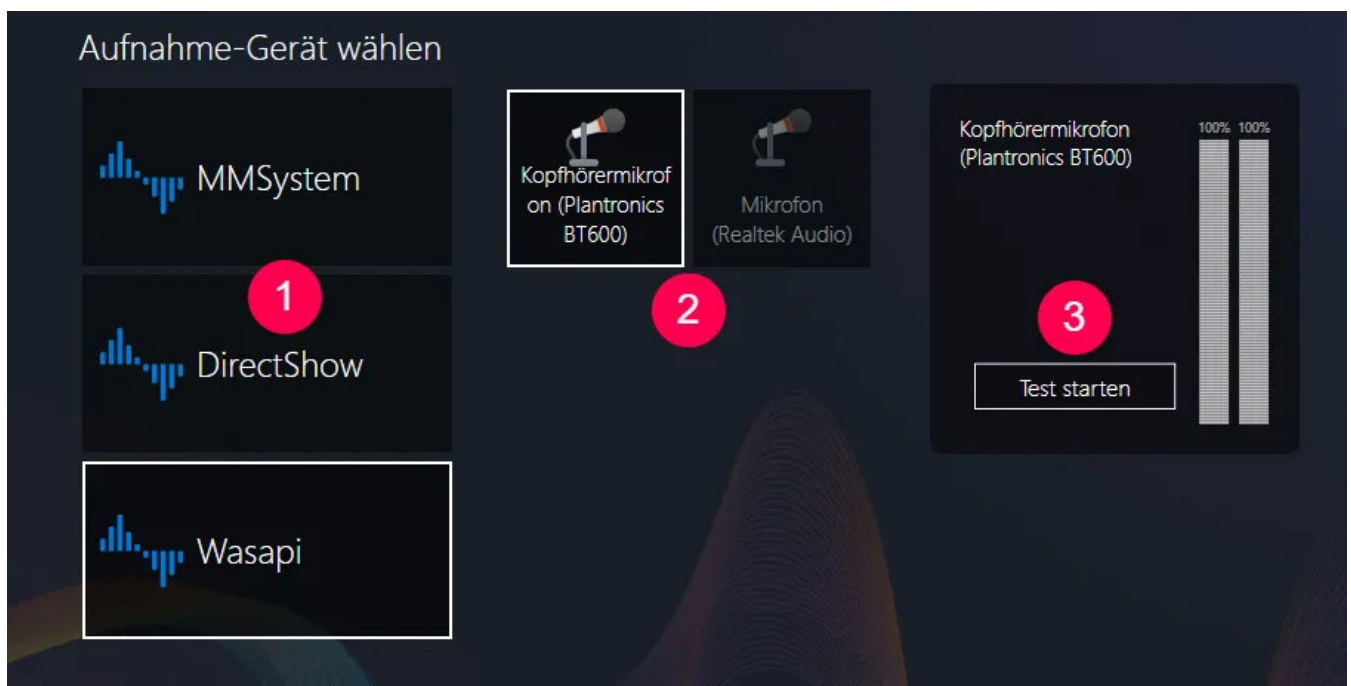 Aufnahme-Gerät wählen
MMSystem
1
DirectShow
Wasapi
Kopfhörermikrof
on (Plantronics
BT600)
Mikrofon
(Realtek Audio)
2
Kopfhörermikrofon
(Plantronics BT600)
100% 100%
3
Test starten